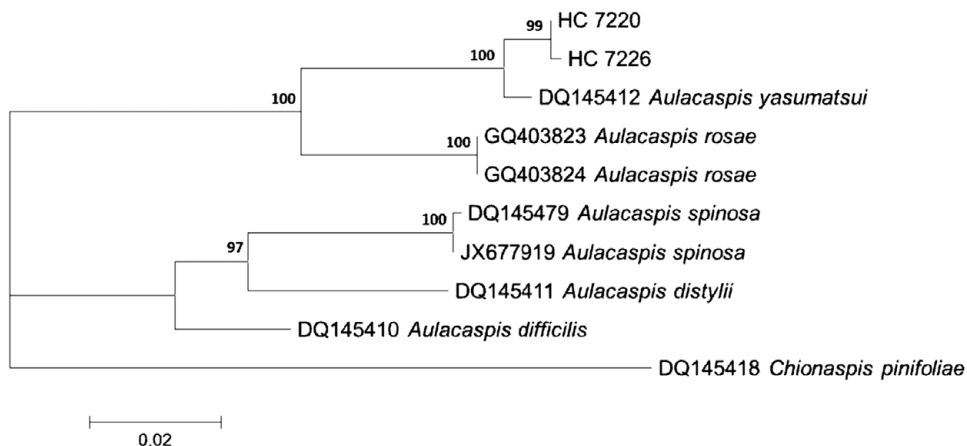 HC 7220
99
HC 7226
100
DQ145412 Aulacaspis yasumatsui
100
GQ403823 Aulacaspis rosae
100
GQ403824 Aulacaspis rosae
DQ145479 Aulacaspis spinosa
100
JX677919 Aulacaspis spinosa
97
DQ145411 Aulacaspis distylii
DQ145410 Aulacaspis difficilis
DQ145418 Chionaspis pinifoliae
0.02